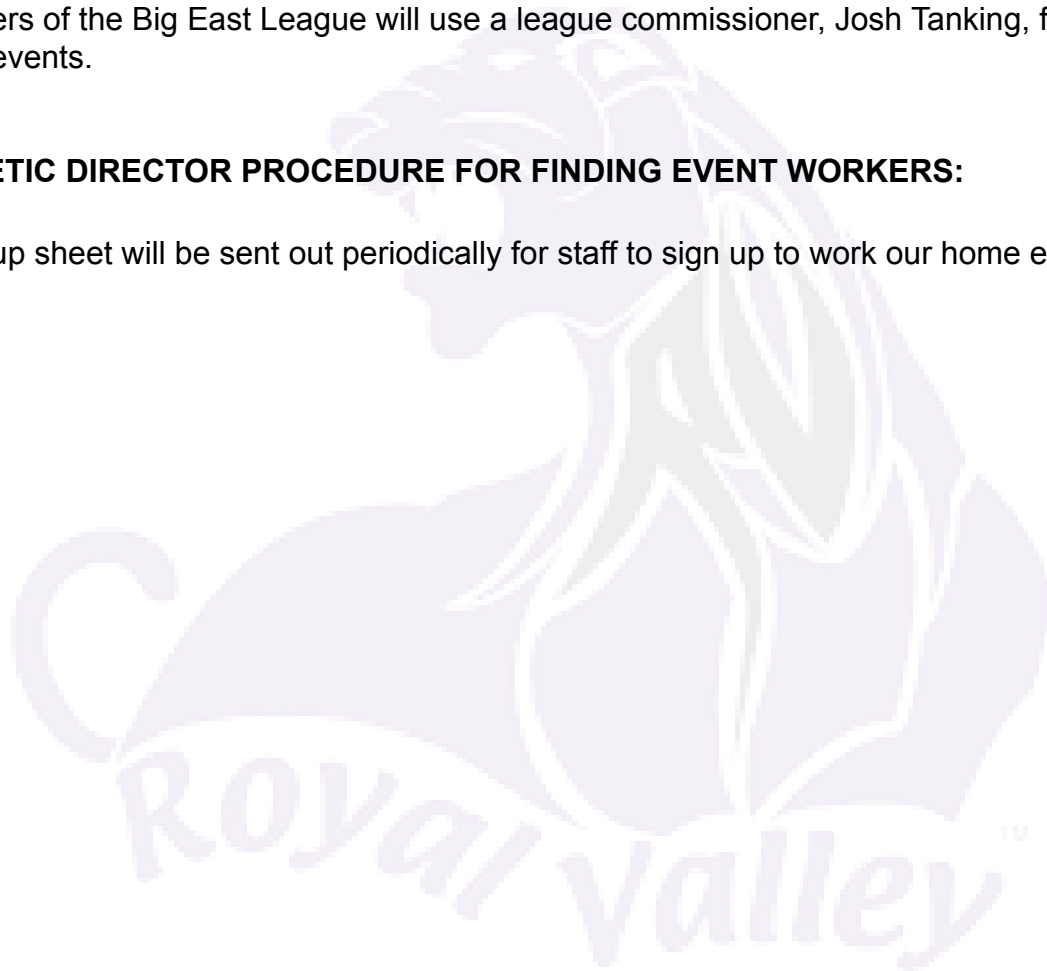 ers of the Big East League will use a league commissioner, Josh Tanking, f
events.
ETIC DIRECTOR PROCEDURE FOR FINDING EVENT WORKERS:
up sheet will be sent out periodically for staff to sign up to work our home e
RV
Royal Valley
TM